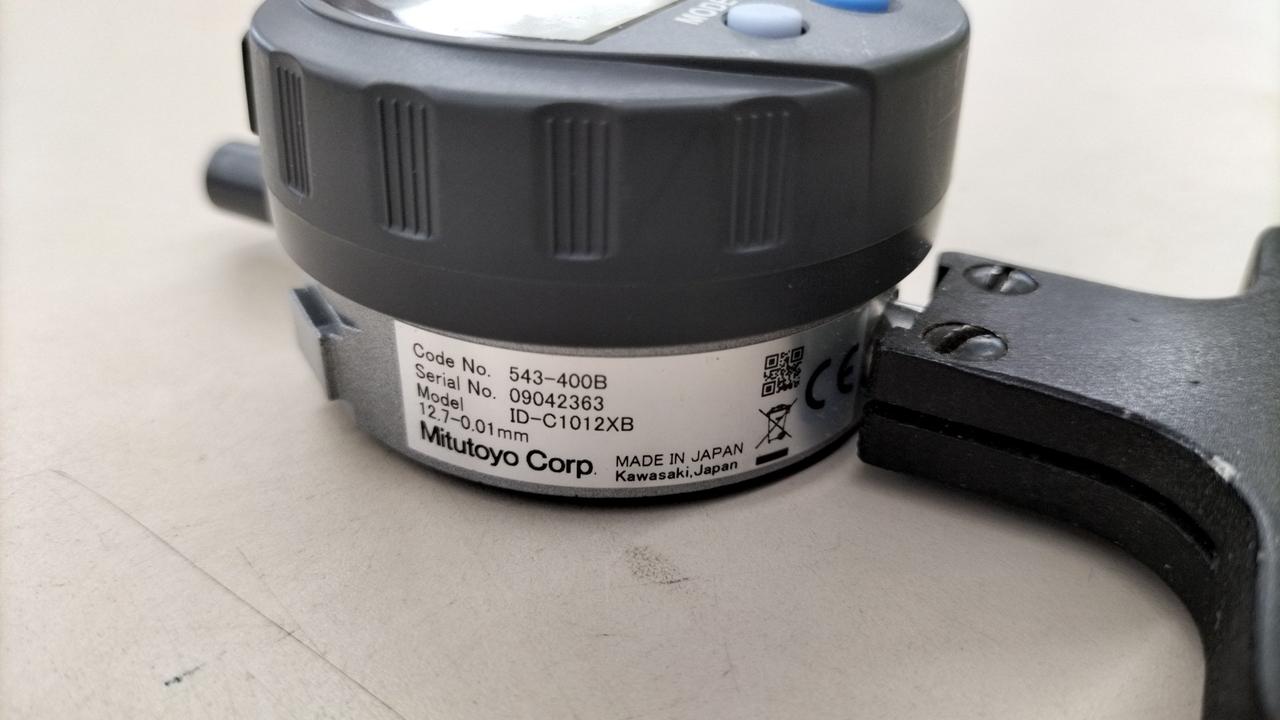 MODE
Code No. 543-400B
Serial No. 09042363
Model ID-C1012XB
12.7-0.01mm
Mitutoyo Corp. MADE IN JAPAN
Kawasaki,Japan
CE